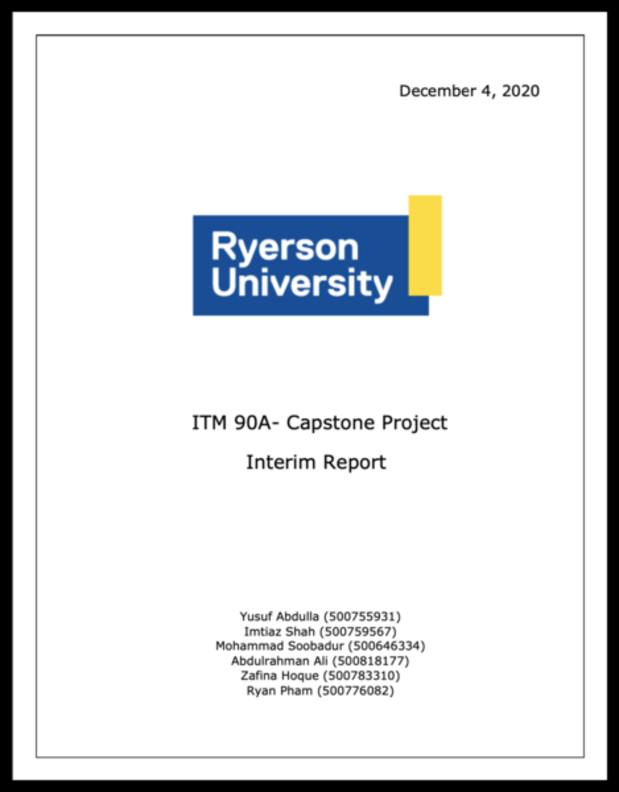 December 4, 2020
Ryerson
University
ITM 90A- Capstone Project
Interim Report
Yusuf Abdulla (500755931)
Imtiaz Shah (500759567)
Mohammad Soobadur (500646334)
Abdulrahman Ali (500818177)
Zafina Hoque (500783310)
Ryan Pham (500776082)